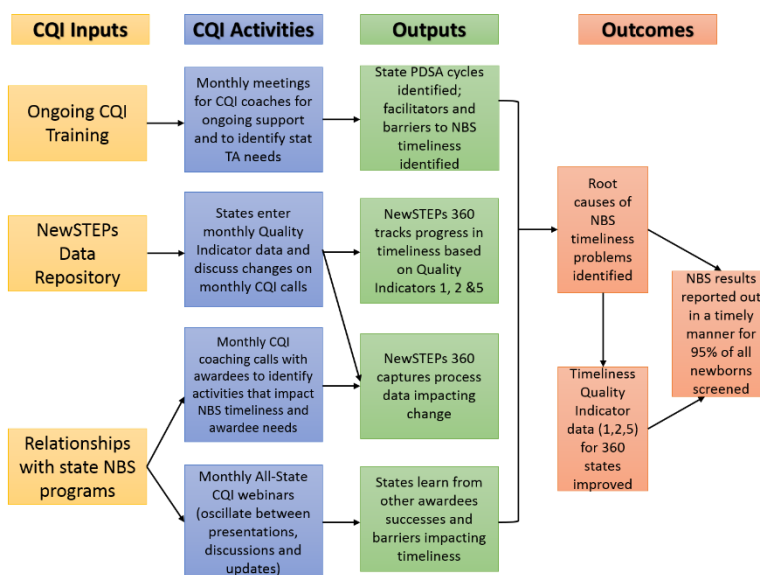 CQI Inputs
CQI Activities
Outputs
Outcomes
Ongoing CQI
Training
Monthly meetings
for CQI coaches for
ongoing support
and to identify stat
TA needs
State PDSA cycles
identified;
facilitators and
barriers to NBS
timeliness
identified
NewSTEPs
Data
Repository
States enter
monthly Quality
Indicator data and
discuss changes on
monthly CQI calls
NewSTEPs 360
tracks progress in
timeliness based
on Quality
Indicators 1, 2 &5
Relationships
with state NBS
programs
Monthly CQI
coaching calls with
awardees to identify
activities that impact
NBS timeliness and
awardee needs
NewSTEPs 360
captures process
data impacting
change
Monthly All-State
CQI webinars
(oscillate between
presentations,
discussions and
updates)
States learn from
other awardees
successes and
barriers impacting
timeliness
Root
causes of
NBS
timeliness
problems
identified
Timeliness
Quality
Indicator
data (1,2,5)
for 360
states
improved
NBS results
reported out
in a timely
manner for
95% of all
newborns
screened